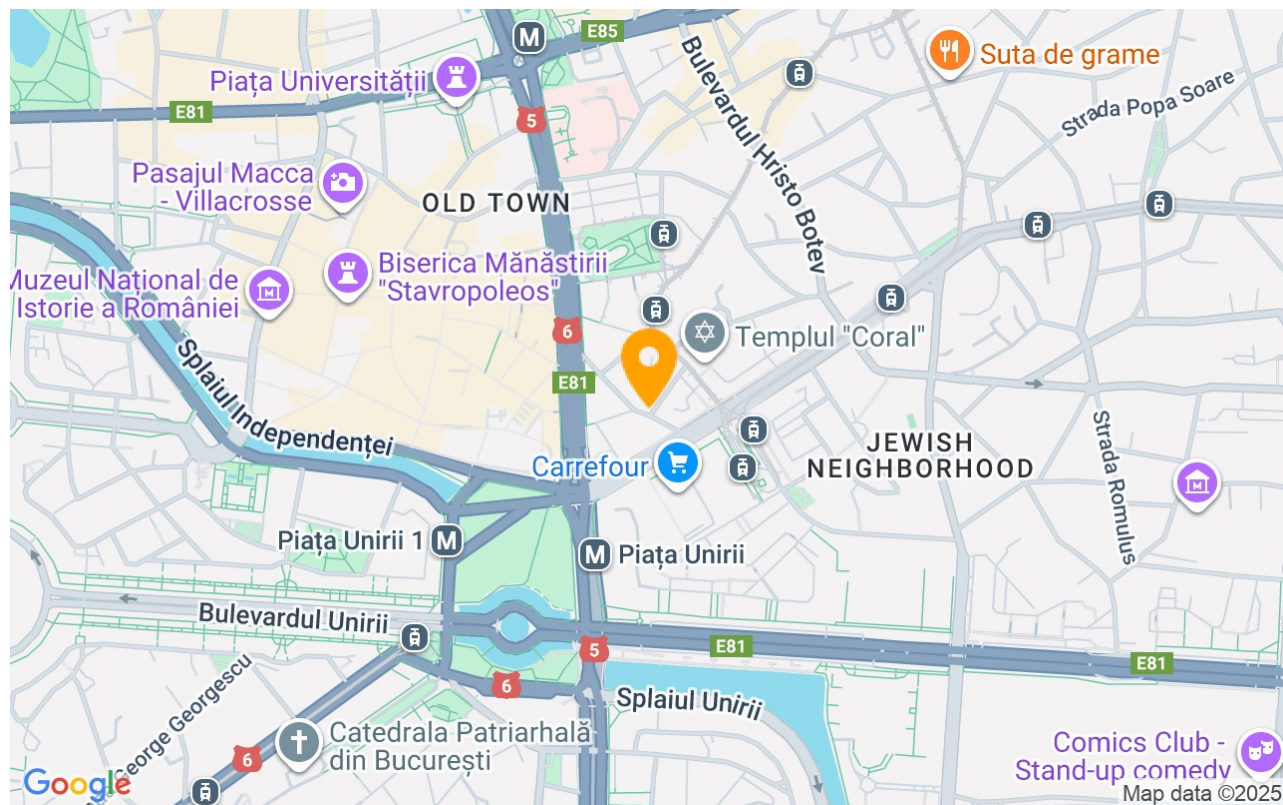 M
E85
Piața Universității
E81
5
Bulevardul Hristo Botev
Suta de grame
Strada Popa Soare
Pasajul Macca
- Villacrosse
OLD TOWN
Biserica Mănăstirii
"Stavropoleos"
Muzeul Național de
Istorie a României
M
6
Templul "Coral"
E81
Splaiul Independenței
Carrefour
JEWISH
NEIGHBORHOOD
Strada Romulus
M
Piața Unirii 1
M
M
Piața Unirii
Bulevardul Unirii
5
E81
E81
6
Splaiul Unirii
George Georgescu
Catedrala Patriarhală
din București
6
Comics Club -
Stand-up comedy
Google
Map data ©2025